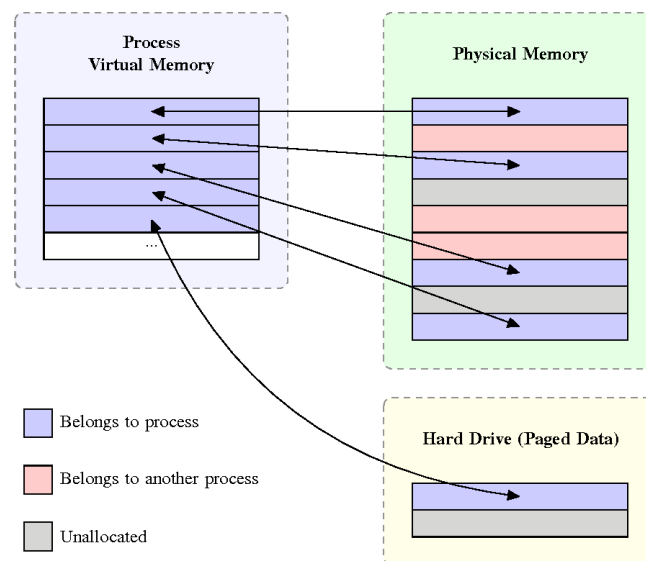 Process
Virtual Memory
Physical Memory
...
Belongs to process
Hard Drive (Paged Data)
Belongs to another process
Unallocated